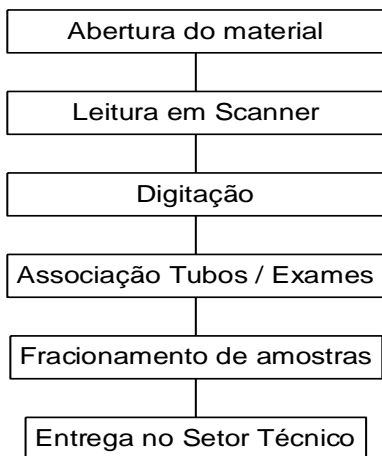 Abertura do material
Leitura em Scanner
Digitação
Associação Tubos / Exames
Fracionamento de amostras
Entrega no Setor Técnico